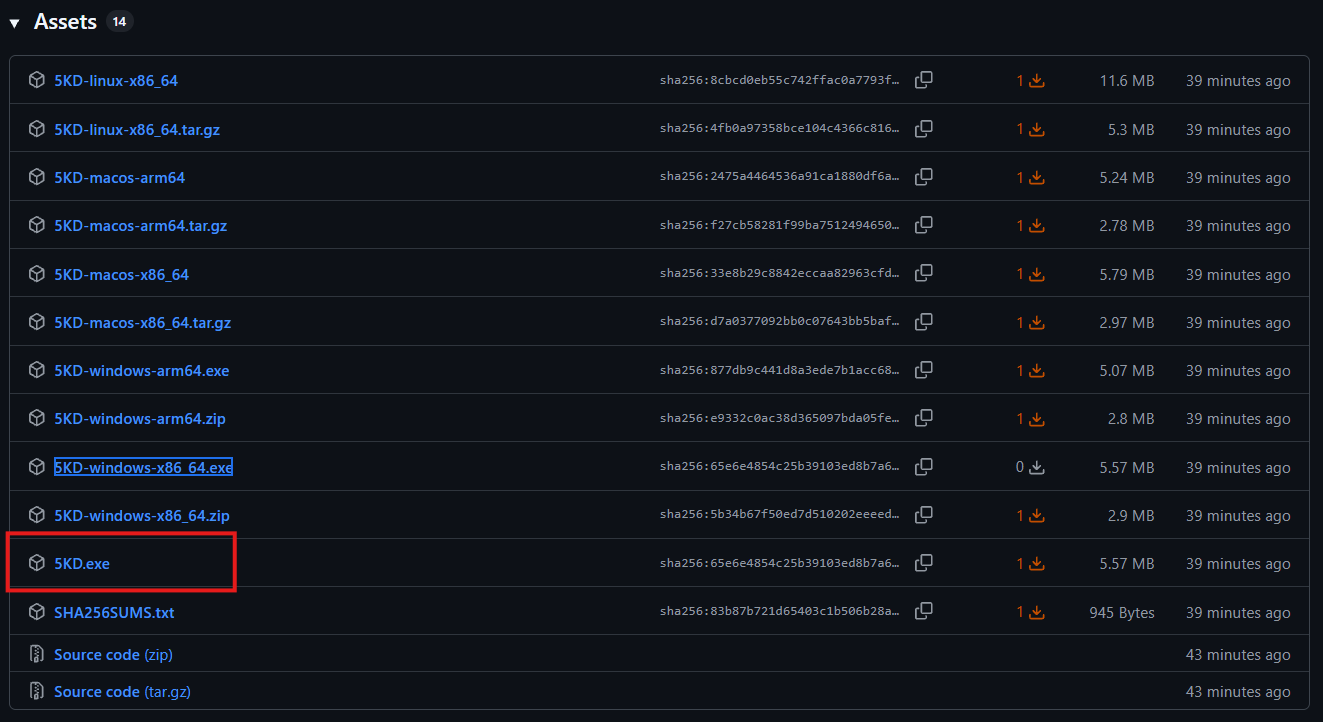 Assets 14
5KD-linux-x86_64 sha256:8cbcd0eb55c742ffac0a7793f… 1 11.6 MB 39 minutes ago
5KD-linux-x86_64.tar.gz sha256:4fb0a97358bce104c4366c816… 1 5.3 MB 39 minutes ago
5KD-macos-arm64 sha256:2475a4464536a91ca1880df6a… 1 5.24 MB 39 minutes ago
5KD-macos-arm64.tar.gz sha256:f27cb58281f99ba7512494650… 1 2.78 MB 39 minutes ago
5KD-macos-x86_64 sha256:33e8b29c8842eccaa82963cfd… 1 5.79 MB 39 minutes ago
5KD-macos-x86_64.tar.gz sha256:d7a0377092bb0c07643bb5baf… 1 2.97 MB 39 minutes ago
5KD-windows-arm64.exe sha256:877db9c441d8a3ede7b1acc68… 1 5.07 MB 39 minutes ago
5KD-windows-arm64.zip sha256:e9332c0ac38d365097bda05fe… 1 2.8 MB 39 minutes ago
5KD-windows-x86_64.exe sha256:65e6e4854c25b39103ed8b7a6… 0 5.57 MB 39 minutes ago
5KD-windows-x86_64.zip sha256:5b34b67f50ed7d510202eeeed… 1 2.9 MB 39 minutes ago
5KD.exe sha256:65e6e4854c25b39103ed8b7a6… 1 5.57 MB 39 minutes ago
SHA256SUMS.txt sha256:83b87b721d65403c1b506b28a… 1 945 Bytes 39 minutes ago
Source code (zip) 43 minutes ago
Source code (tar.gz) 43 minutes ago